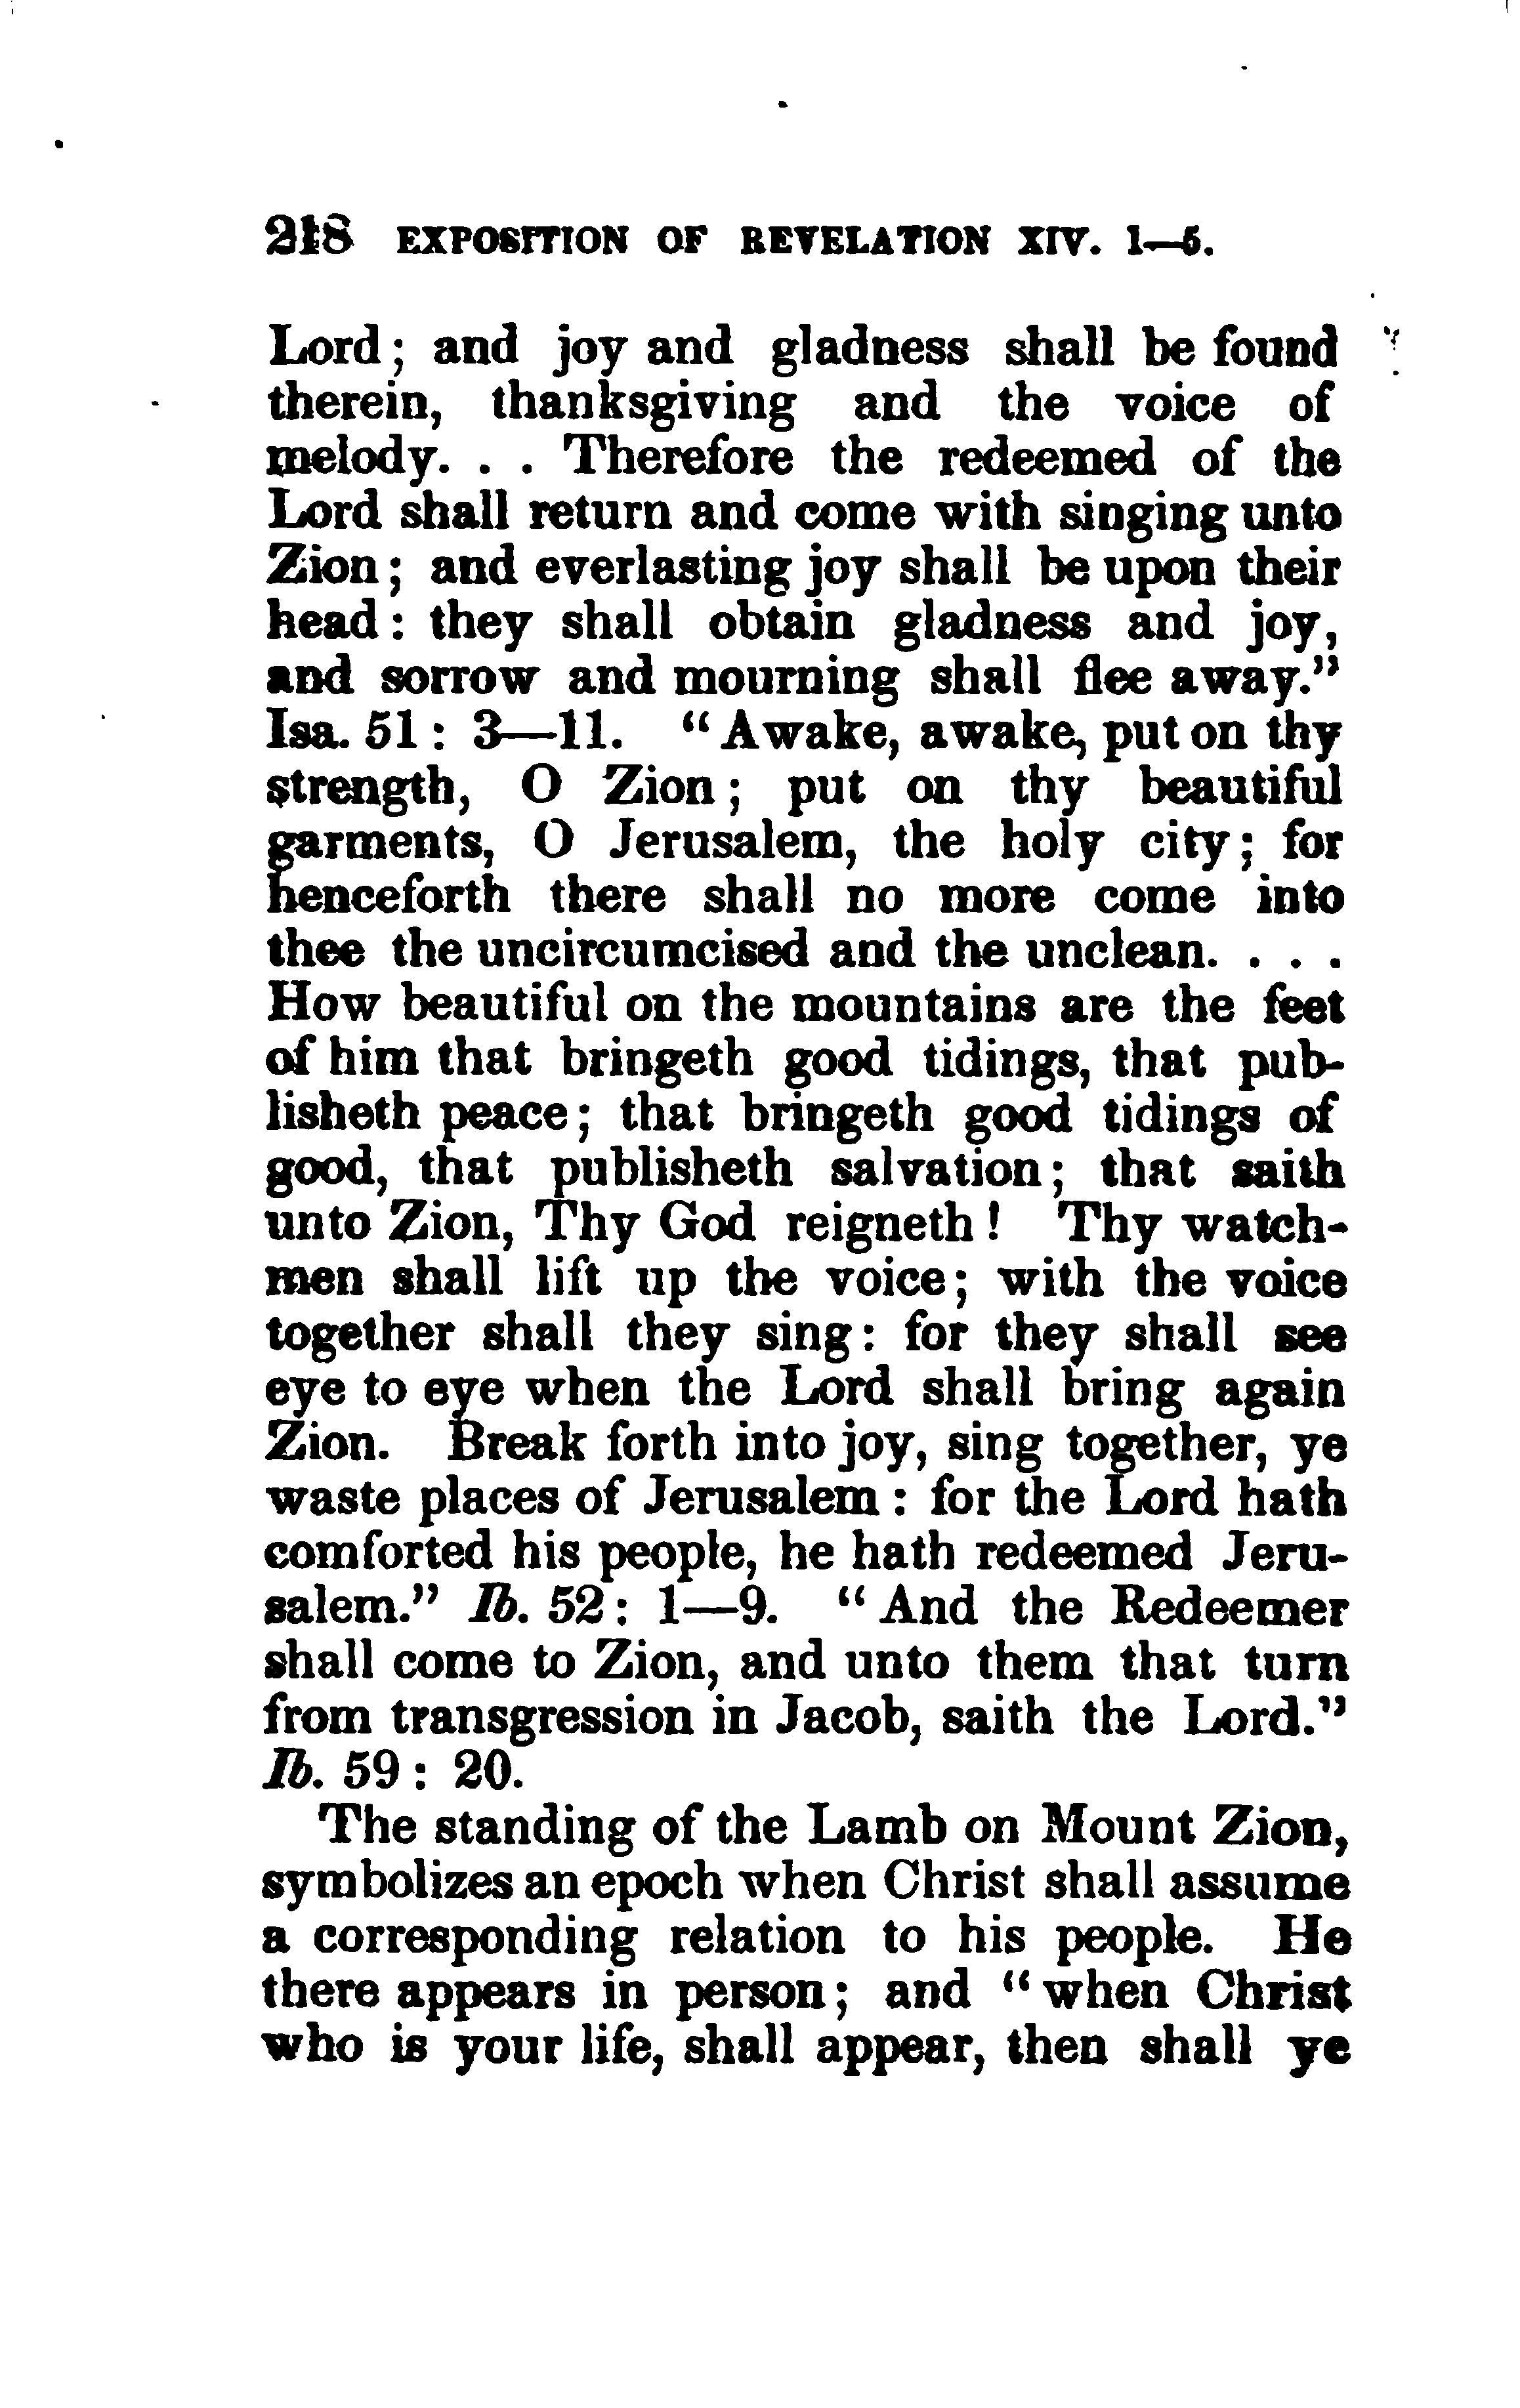 218 EXPOSITION OF REVELATION XIV. 1—5.
Lord; and joy and gladness shall be found
therein, thanksgiving and the voice of
melody. . . Therefore the redeemed of the
Lord shall return and come with singing unto
Zion; and everlasting joy shall be upon their
head: they shall obtain gladness and joy,
and sorrow and mourning shall flee away."
Isa. 51: 3—11. "Awake, awake, put on thy
strength, O Zion; put on thy beautiful
garments, O Jerusalem, the holy city; for
henceforth there shall no more come into
thee the uncircumcised and the unclean. . . .
How beautiful on the mountains are the feet
of him that bringeth good tidings, that pub-
lisheth peace; that bringeth good tidings of
good, that publisheth salvation; that saith
unto Zion, Thy God reigneth! Thy watch-
men shall lift up the voice; with the voice
together shall they sing: for they shall see
eye to eye when the Lord shall bring again
Zion. Break forth into joy, sing together, ye
waste places of Jerusalem: for the Lord hath
comforted his people, he hath redeemed Jeru-
salem." Ib. 52: 1—9. "And the Redeemer
shall come to Zion, and unto them that turn
from transgression in Jacob, saith the Lord."
Ib. 59: 20.
The standing of the Lamb on Mount Zion,
symbolizes an epoch when Christ shall assume
a corresponding relation to his people. He
there appears in person; and "when Christ
who is your life, shall appear, then shall ye